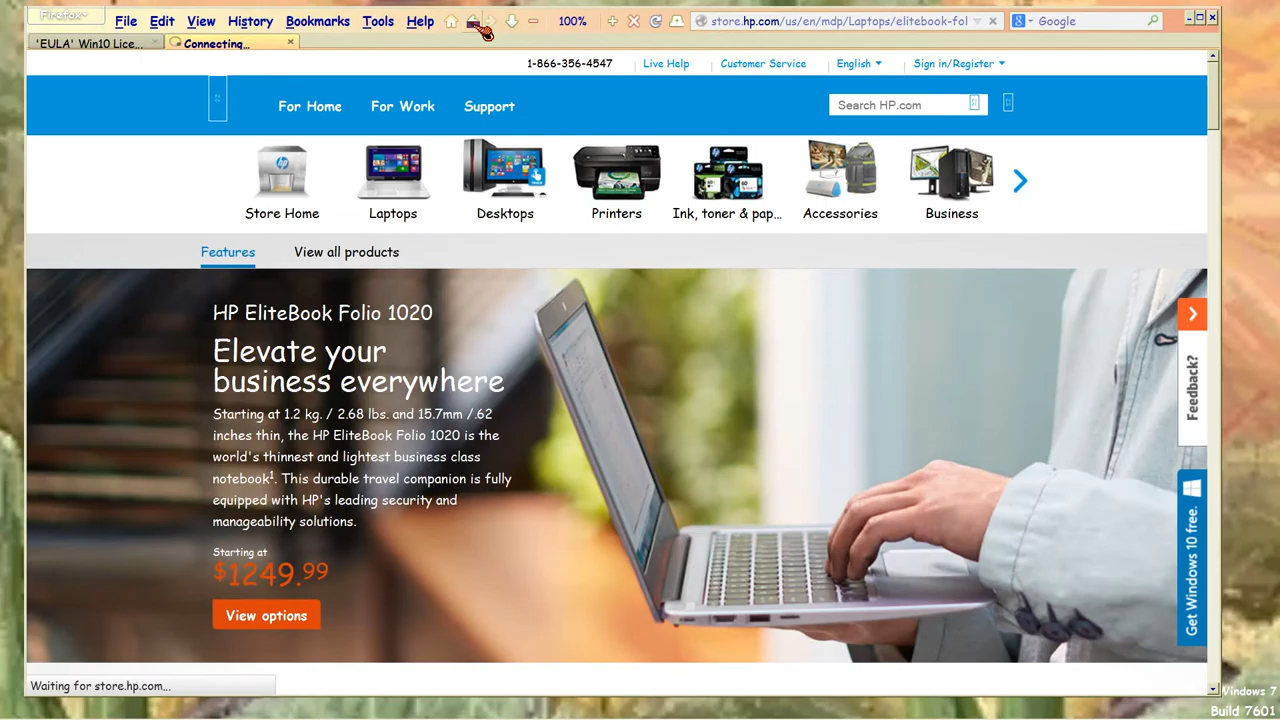 Firefox
File Edit View History Bookmarks Tools Help 100% store.hp.com/us/en/mdp/Laptops/elitebook-fol Google
'EULA' Win10 Lice... Connecting...
1-866-356-4547 Live Help Customer Service English Sign in/Register
For Home For Work Support Search HP.com
Store Home Laptops Desktops Printers Ink, toner & pap... Accessories Business
Features View all products
HP EliteBook Folio 1020
Elevate your
business everywhere
Starting at 1.2 kg. / 2.68 lbs. and 15.7mm /.62
inches thin, the HP EliteBook Folio 1020 is the
world's thinnest and lightest business class
notebook1. This durable travel companion is fully
equipped with HP's leading security and
manageability solutions.
Starting at
$1249.99
View options
Feedback?
Get Windows 10 free.
Waiting for store.hp.com...
Windows 7
Build 7601